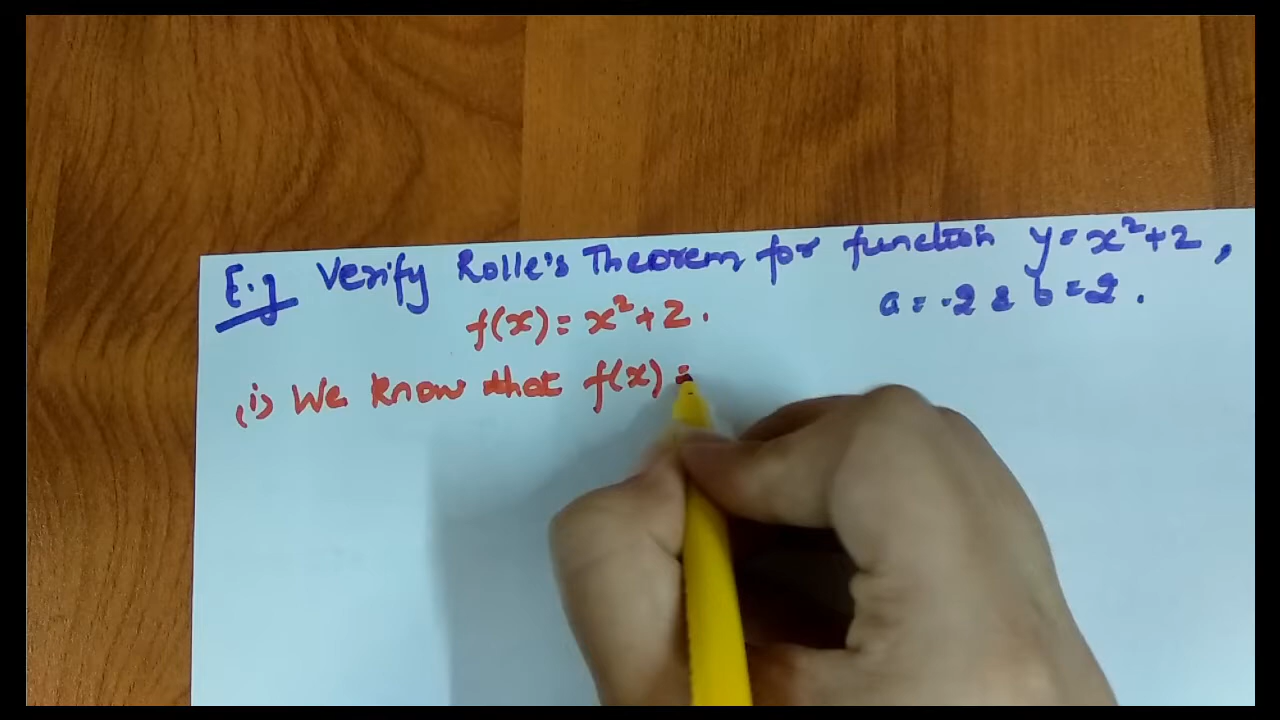 E.g Verify Rolle's Theorem for function y = x²+2,
a = -2 & b = 2.
f(x) = x²+2.
(i) We know that f(x) =